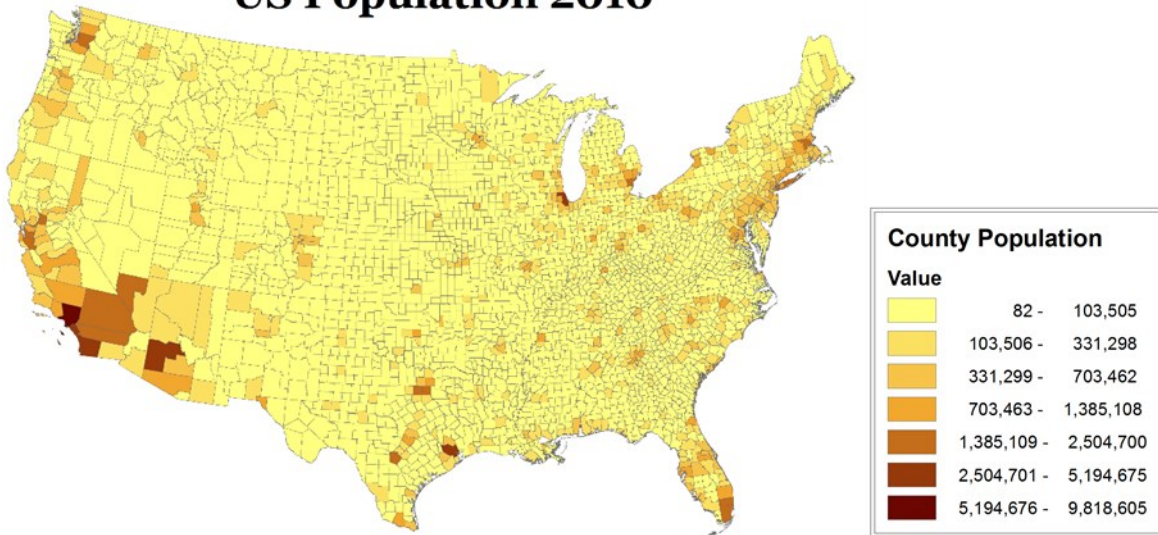 US Population 2010
County Population
Value
82 - 103,505
103,506 - 331,298
331,299 - 703,462
703,463 - 1,385,108
1,385,109 - 2,504,700
2,504,701 - 5,194,675
5,194,676 - 9,818,605